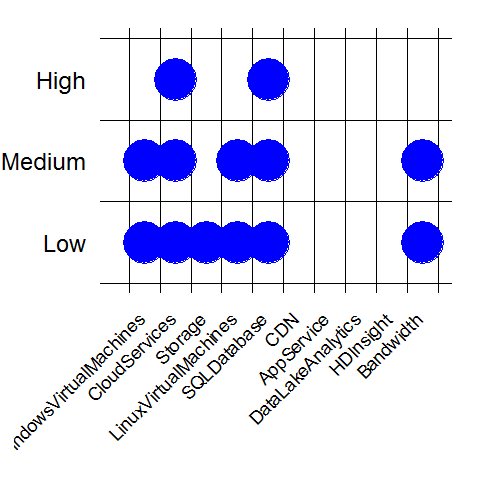 High
Medium
Low
ndowsVirtualMachines
CloudServices
Storage
LinuxVirtualMachines
SQLDatabase
CDN
AppService
DataLakeAnalytics
HDInsight
Bandwidth